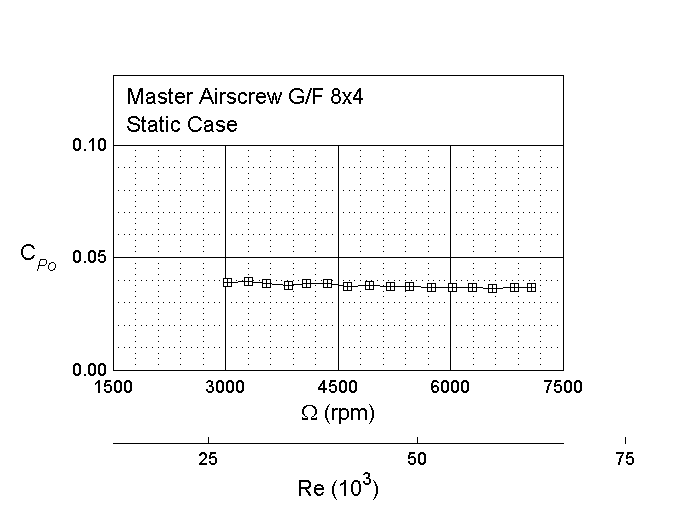 Master Airscrew G/F 8x4
Static Case
0.10
C_Po 0.05
0.00
1500 3000 4500 6000 7500
Ω (rpm)
25 50 75
Re (10^3)